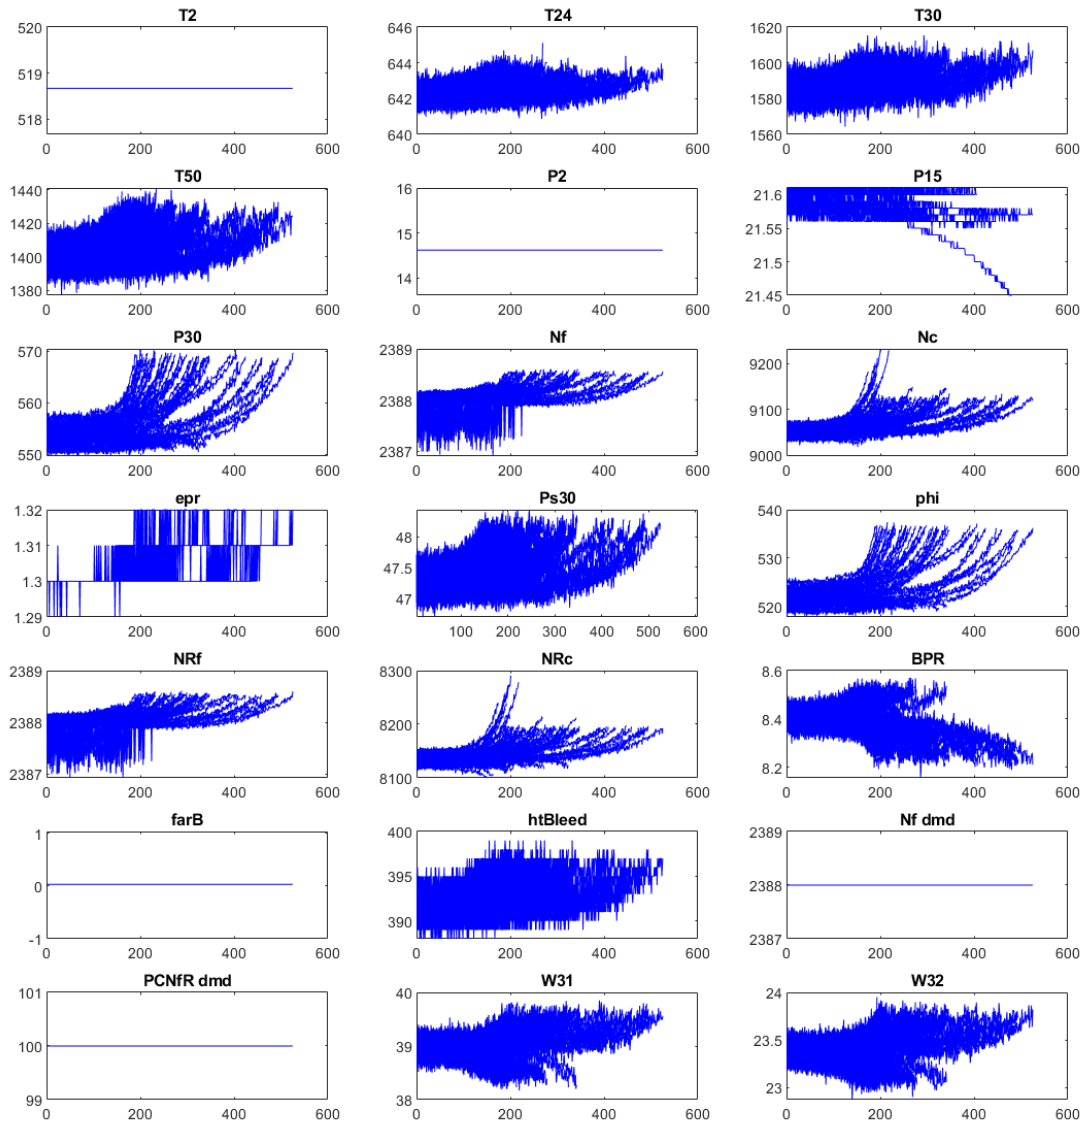 T2
520
519
518
0 200 400 600
T24
646
644
642
640
0 200 400 600
T30
1620
1600
1580
1560
0 200 400 600
T50
1440
1420
1400
1380
0 200 400 600
P2
16
15
14
0 200 400 600
P15
21.6
21.55
21.5
21.45
0 200 400 600
P30
570
560
550
0 200 400 600
Nf
2389
2388
2387
0 200 400 600
Nc
9200
9100
9000
0 200 400 600
epr
1.32
1.31
1.3
1.29
0 200 400 600
Ps30
48
47.5
47
100 200 300 400 500 600
phi
540
530
520
0 200 400 600
NRf
2389
2388
2387
0 200 400 600
NRc
8300
8200
8100
0 200 400 600
BPR
8.6
8.4
8.2
0 200 400 600
farB
1
0
-1
0 200 400 600
htBleed
400
395
390
0 200 400 600
Nf dmd
2389
2388
2387
0 200 400 600
PCNfR dmd
101
100
99
0 200 400 600
W31
40
39
38
0 200 400 600
W32
24
23.5
23
0 200 400 600